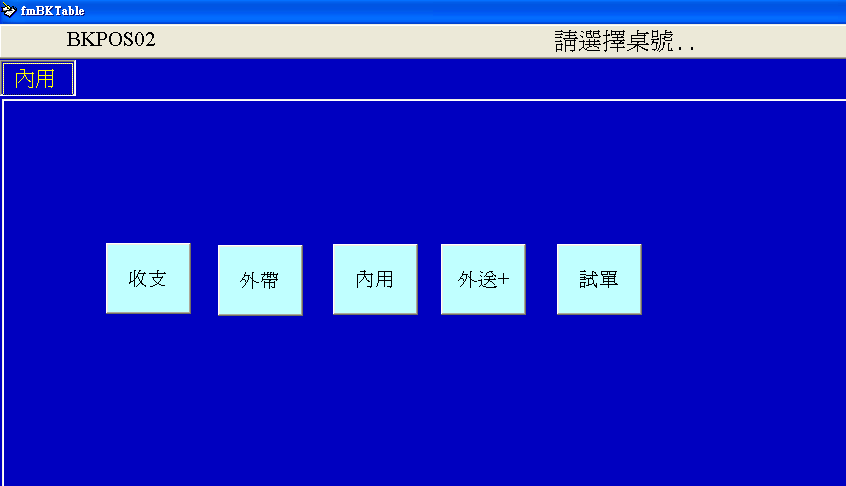 fmBKTable
BKPOS02 請選擇桌號..
內用
收支 外帶 內用 外送+ 試單